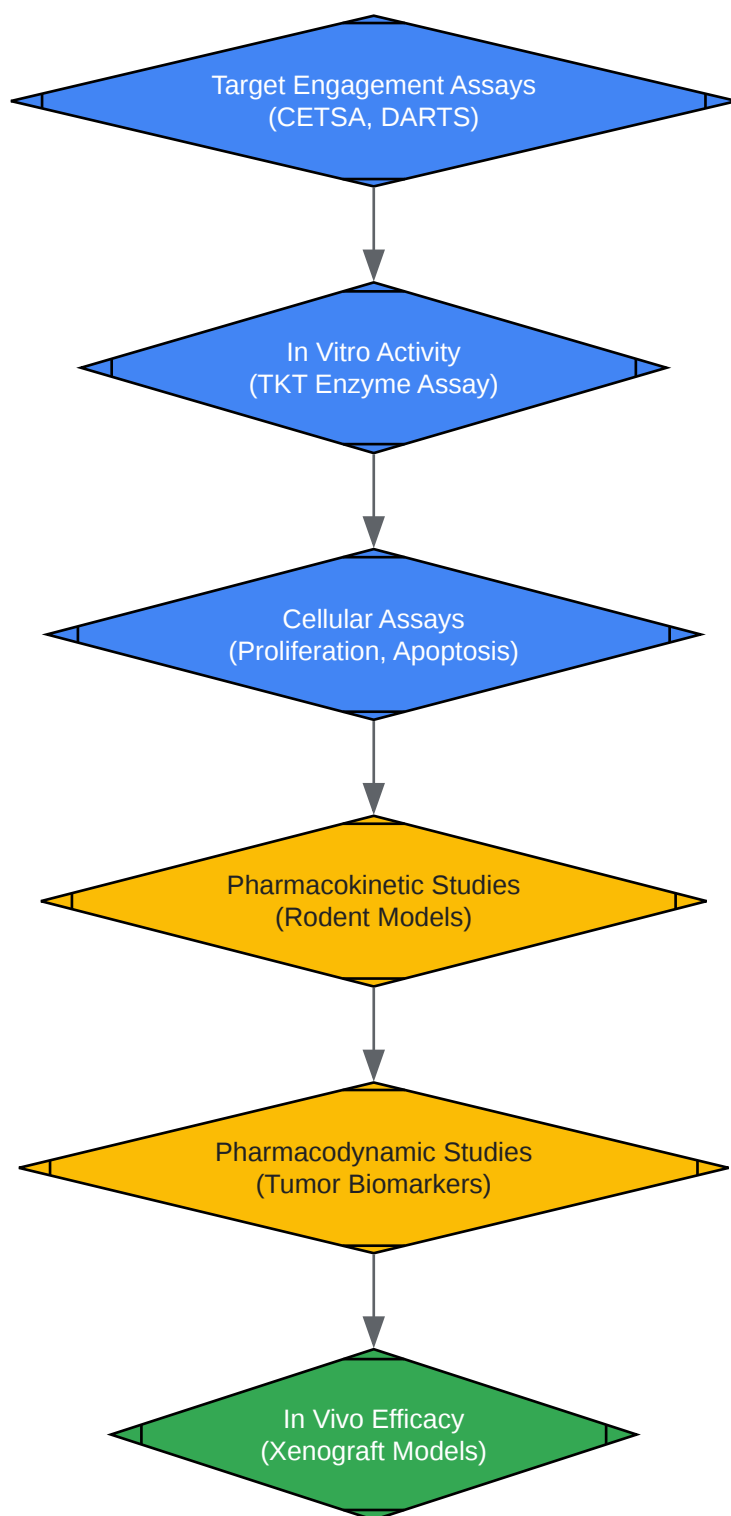 Target Engagement Assays
(CETSA, DARTS)
In Vitro Activity
(TKT Enzyme Assay)
Cellular Assays
(Proliferation, Apoptosis)
Pharmacokinetic Studies
(Rodent Models)
Pharmacodynamic Studies
(Tumor Biomarkers)
In Vivo Efficacy
(Xenograft Models)